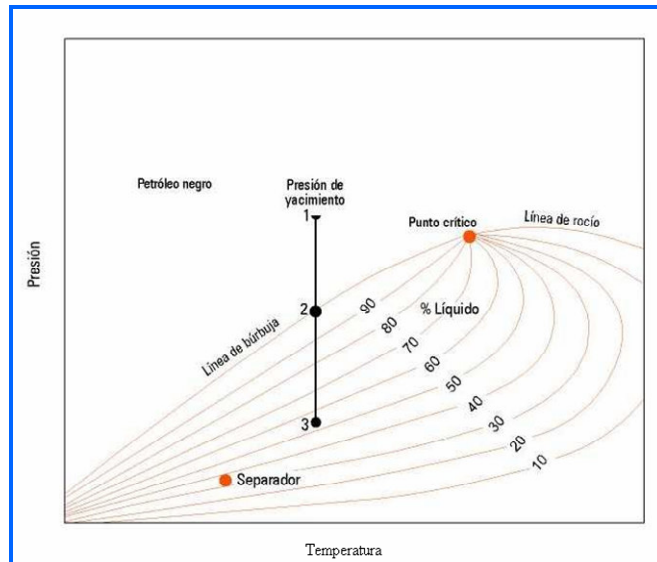 Petróleo negro
Presión de
yacimiento
1
Punto crítico
Línea de rocío
Presión
2
Línea de búrbuja
% Líquido
90
80
70
60
50
40
30
20
10
3
Separador
Temperatura